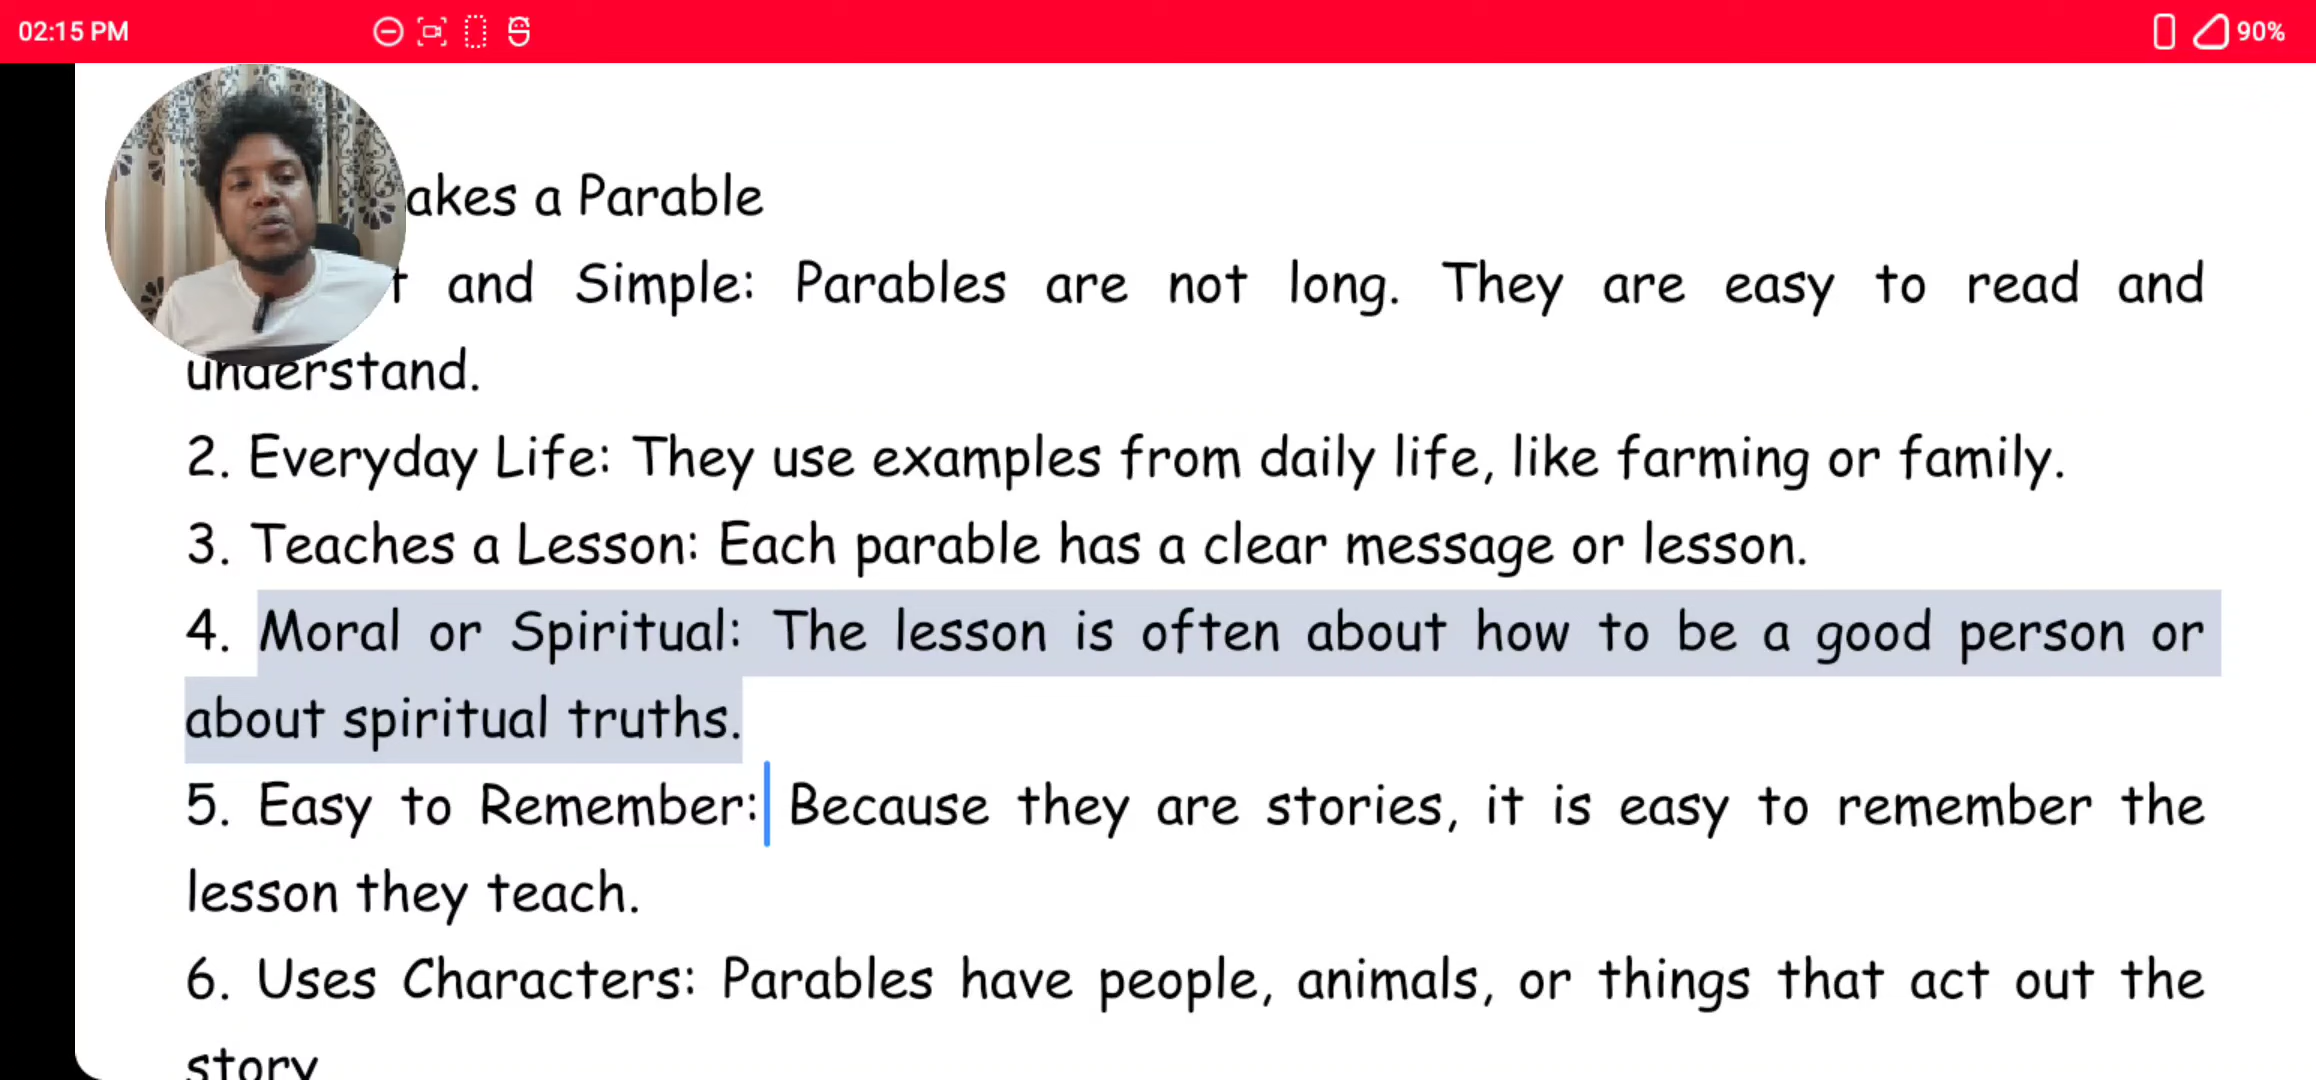 02:15 PM
90%
akes a Parable
t and Simple: Parables are not long. They are easy to read and
understand.
2. Everyday Life: They use examples from daily life, like farming or family.
3. Teaches a Lesson: Each parable has a clear message or lesson.
4. Moral or Spiritual: The lesson is often about how to be a good person or
about spiritual truths.
5. Easy to Remember: Because they are stories, it is easy to remember the
lesson they teach.
6. Uses Characters: Parables have people, animals, or things that act out the
story